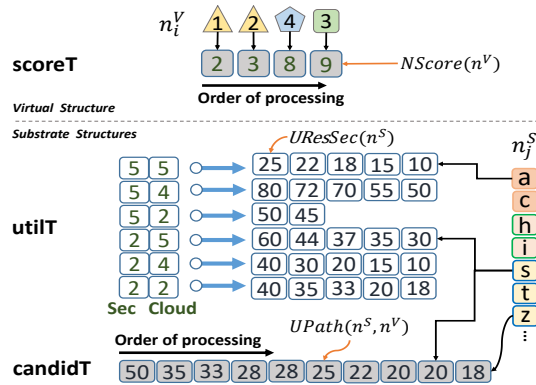 n_i^V 1 2 4 3
scoreT 2 3 8 9 NScore(n^V)
Order of processing
Virtual Structure
Substrate Structures
UResSec(n^S) n_j^S
5 5 25 22 18 15 10
5 4 80 72 70 55 50
5 2 50 45
utilT 2 5 60 44 37 35 30
2 4 40 30 20 15 10
2 2 40 35 33 20 18
Sec Cloud
a
c
h
i
s
t
z
⋮
Order of processing UPath(n^S, n^V)
candidT 50 35 33 28 28 25 22 20 20 18